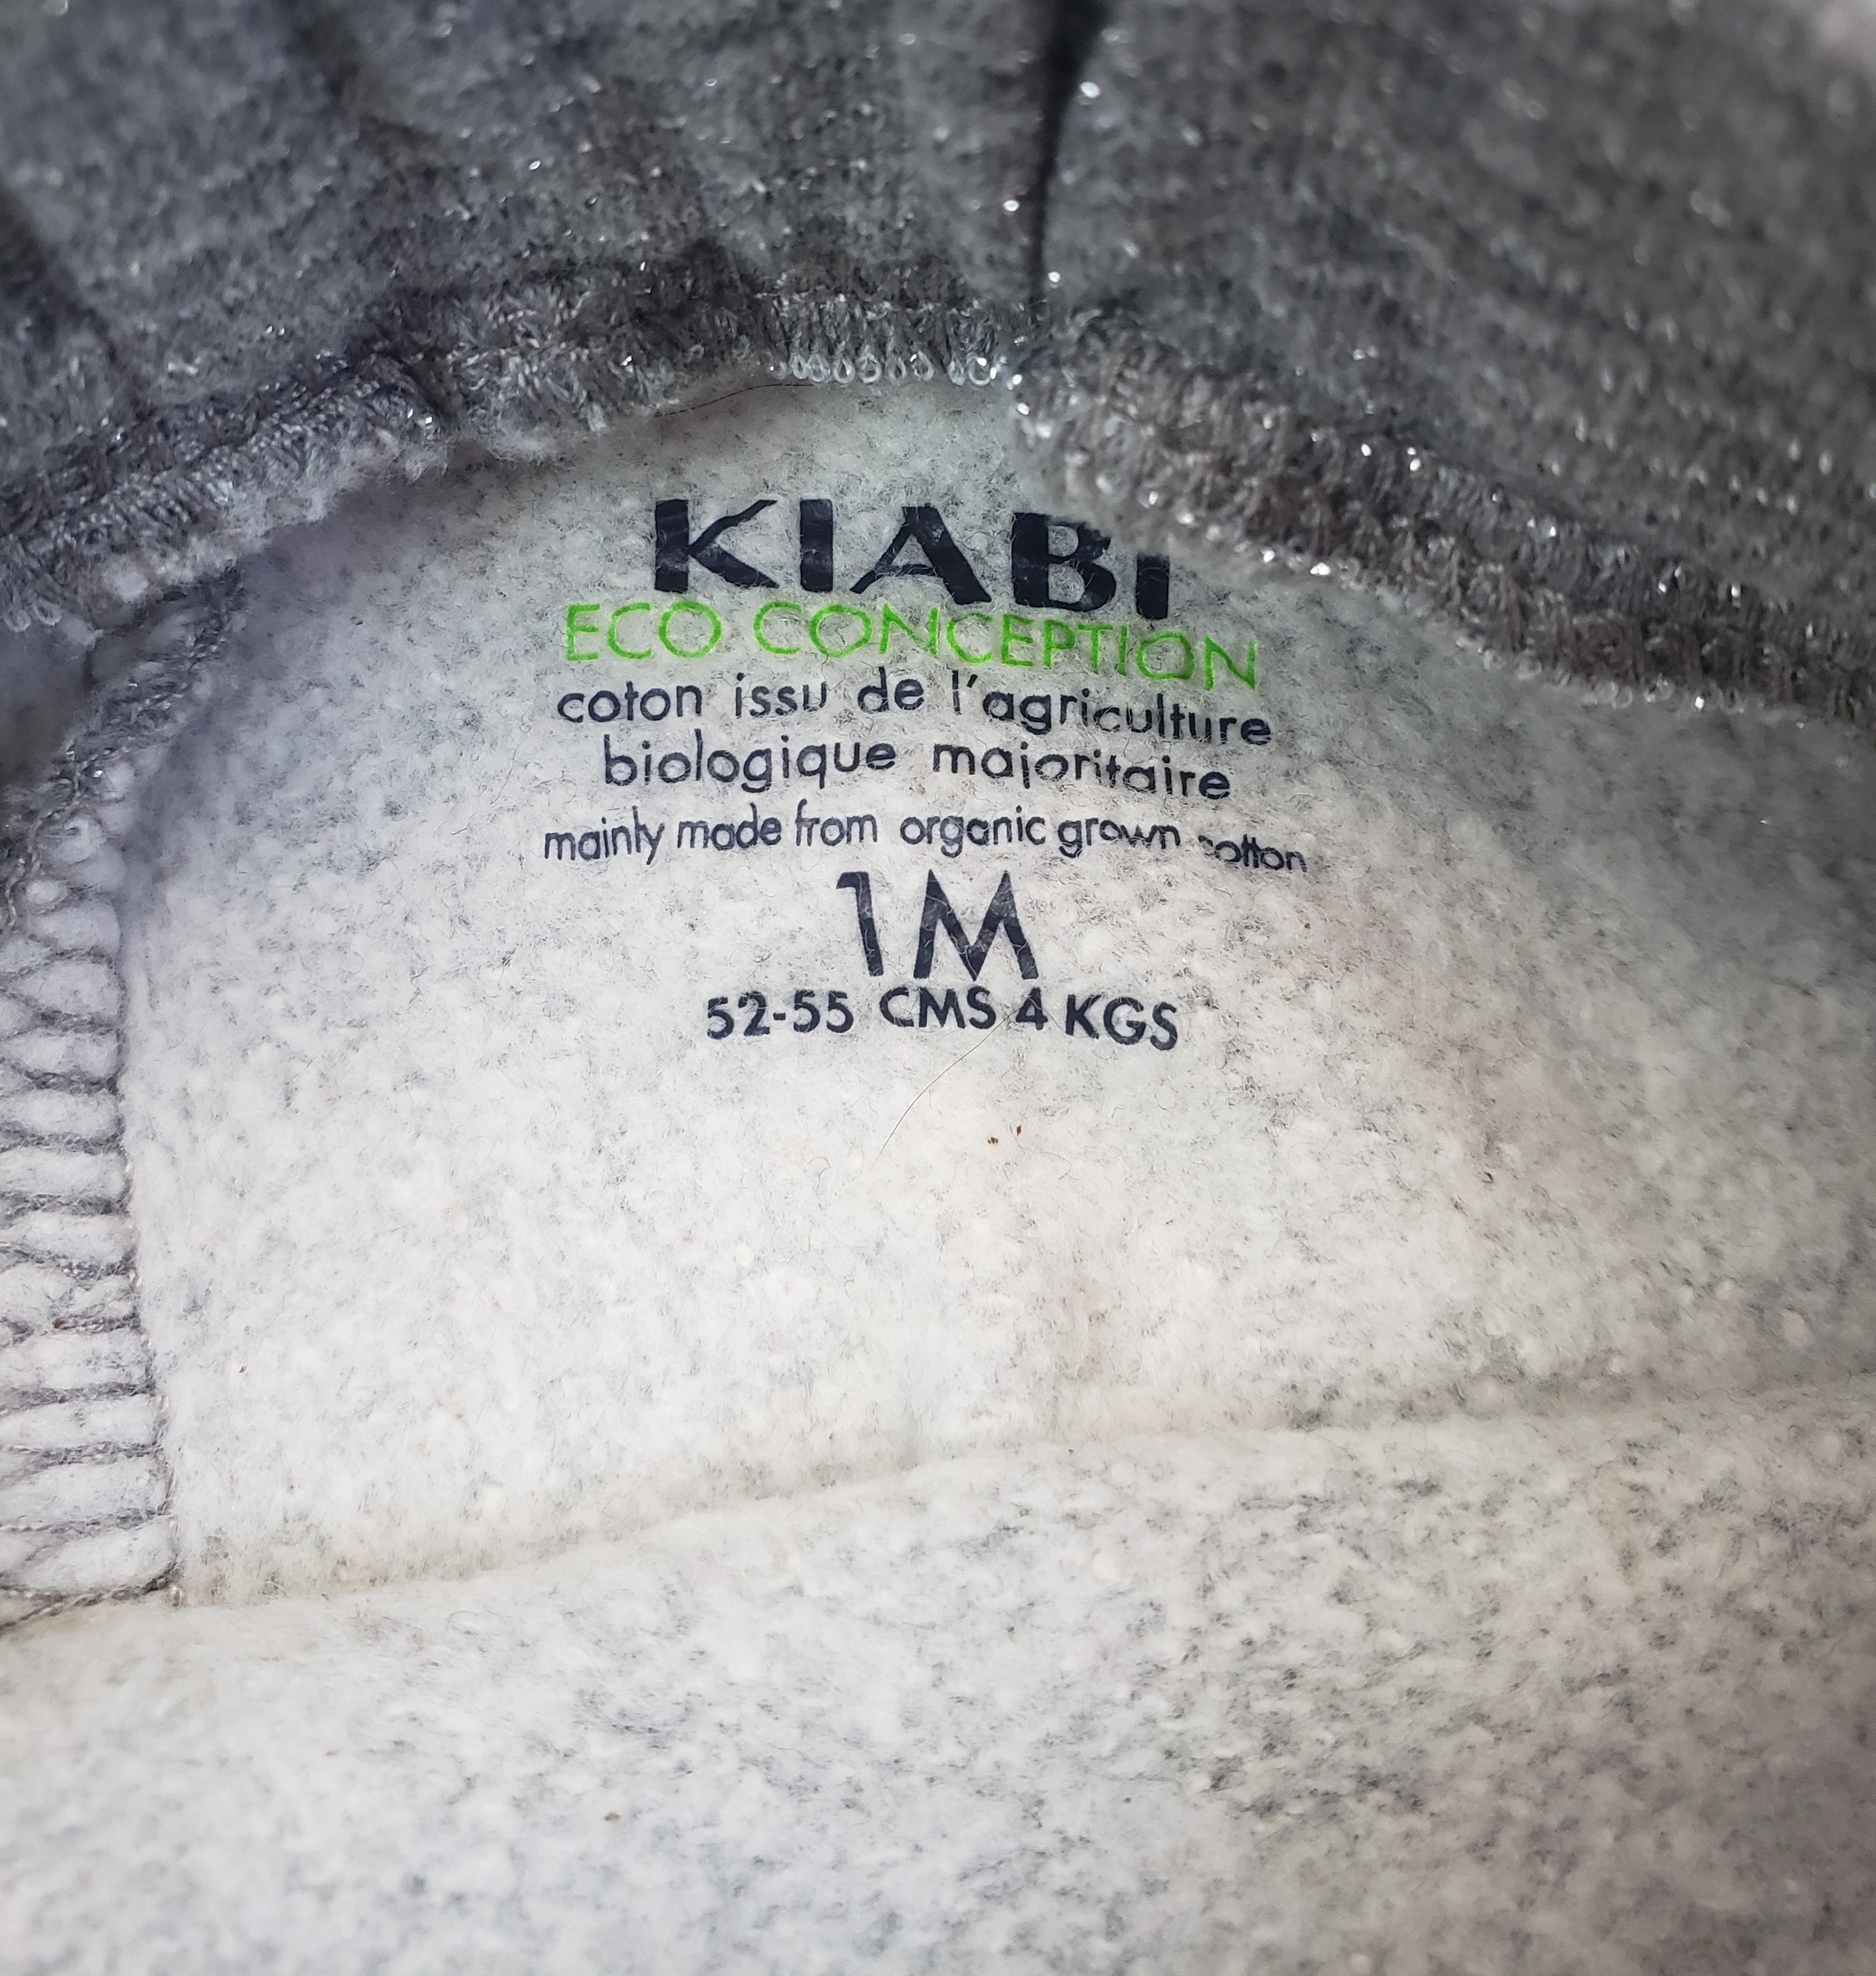 KIABI
ECO CONCEPTION
coton issu de l'agriculture
biologique majoritaire
mainly made from organic grown cotton
1M
52-55 CMS 4 KGS